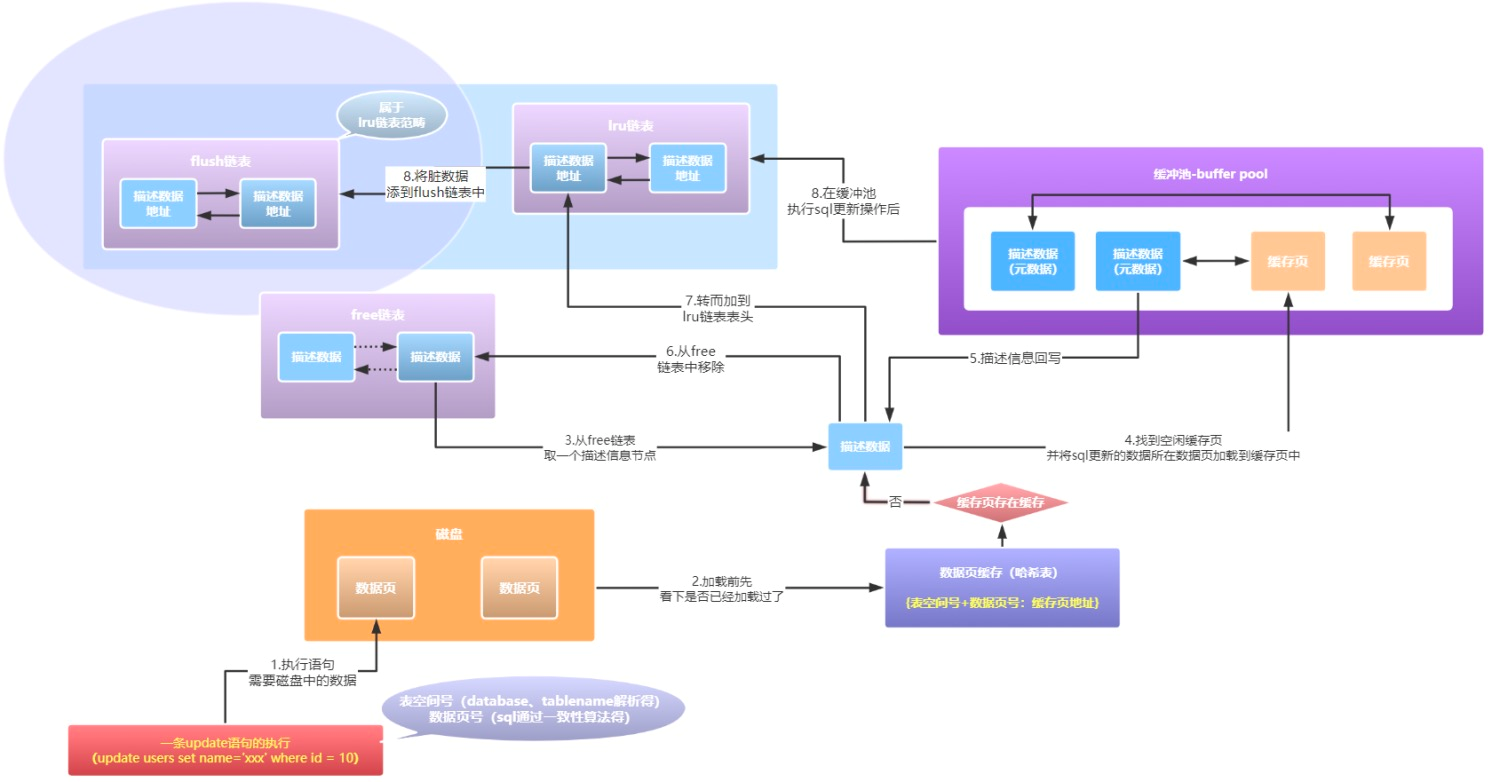 属于
lru链表范畴
flush链表
描述数据
地址
描述数据
地址
8.将脏数据
添到flush链表中
lru链表
描述数据
地址
描述数据
地址
8.在缓冲池
执行sql更新操作后
缓冲池-buffer pool
描述数据
(元数据)
描述数据
(元数据)
缓存页
缓存页
free链表
描述数据
描述数据
7.转而加到
lru链表表头
6.从free
链表中移除
5.描述信息回写
3.从free链表
取一个描述信息节点
描述数据
4.找到空闲缓存页
并将sql更新的数据所在数据页加载到缓存页中
否
缓存页存在缓存
磁盘
数据页
数据页
2.加载前先
看下是否已经加载过了
数据页缓存（哈希表）
{表空间号+数据页号：缓存页地址}
1.执行语句
需要磁盘中的数据
表空间号（database、tablename解析得）
数据页号（sql通过一致性算法得）
一条update语句的执行
(update users set name='xxx' where id = 10)